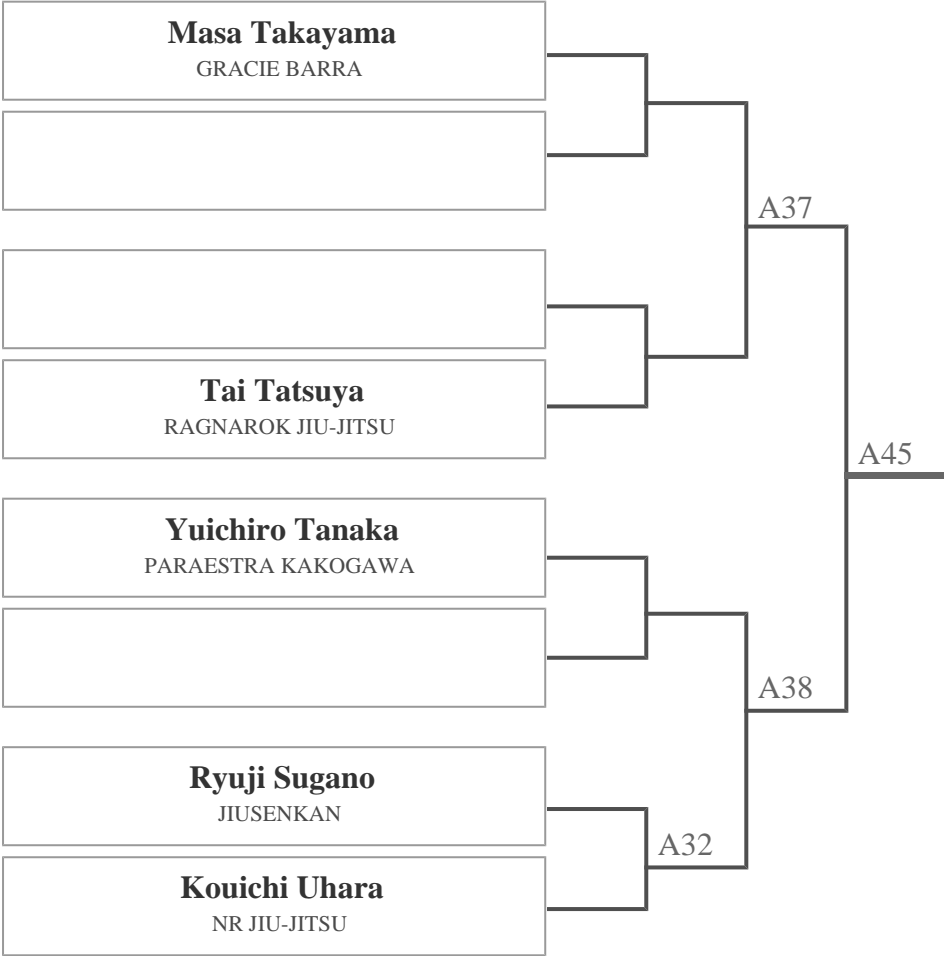 Masa Takayama
GRACIE BARRA
A37
Tai Tatsuya
RAGNAROK JIU-JITSU
A45
Yuichiro Tanaka
PARAESTRA KAKOGAWA
A38
Ryuji Sugano
JIUSENKAN
A32
Kouichi Uhara
NR JIU-JITSU